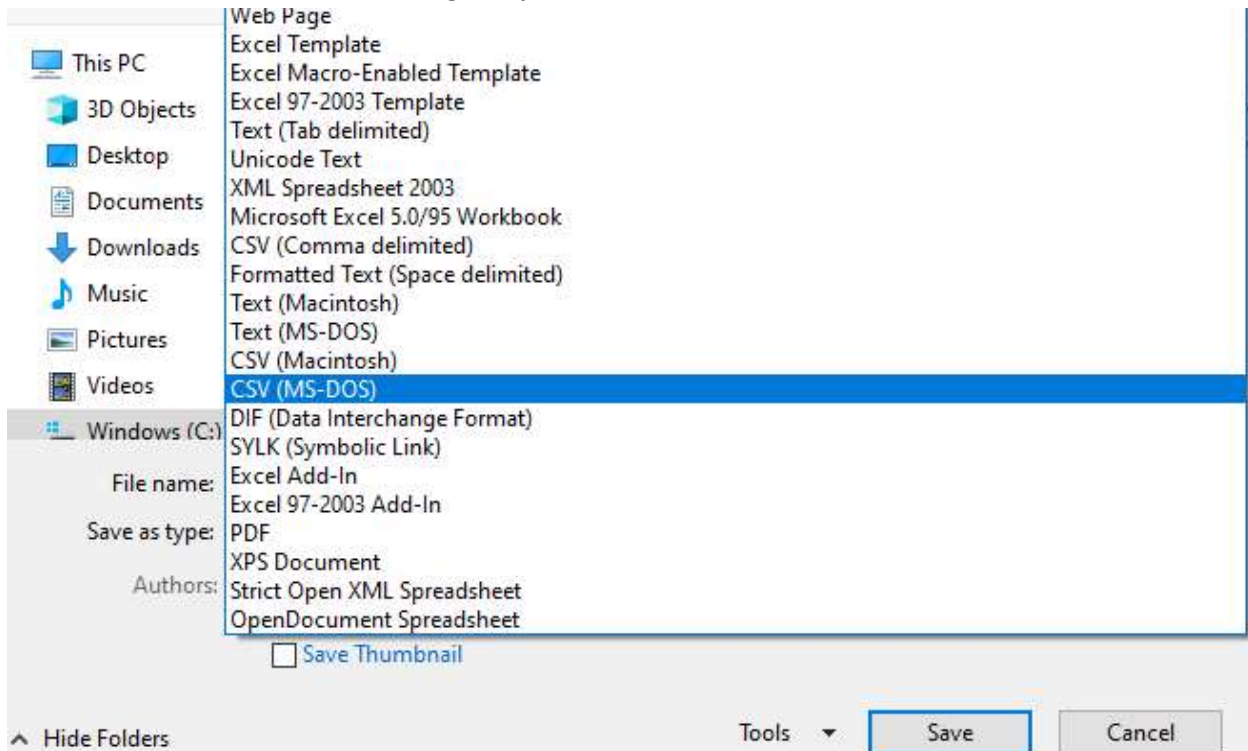 Web Page
Excel Template
Excel Macro-Enabled Template
Excel 97-2003 Template
Text (Tab delimited)
Unicode Text
XML Spreadsheet 2003
Microsoft Excel 5.0/95 Workbook
CSV (Comma delimited)
Formatted Text (Space delimited)
Text (Macintosh)
Text (MS-DOS)
CSV (Macintosh)
CSV (MS-DOS)
DIF (Data Interchange Format)
SYLK (Symbolic Link)
Excel Add-In
Excel 97-2003 Add-In
PDF
XPS Document
Strict Open XML Spreadsheet
OpenDocument Spreadsheet
This PC
3D Objects
Desktop
Documents
Downloads
Music
Pictures
Videos
Windows (C:)
File name:
Save as type:
Authors:
Save Thumbnail
Hide Folders
Tools
Save
Cancel